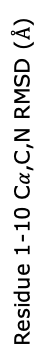 Residue 1-10 Cα,C,N RMSD (Å)